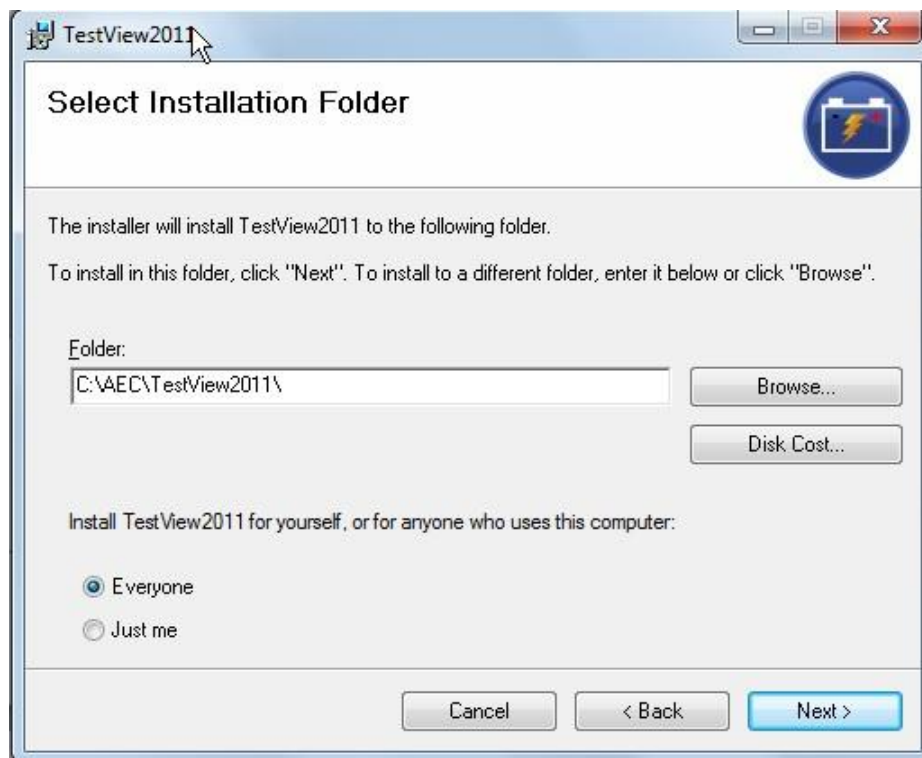 TestView2011
Select Installation Folder
The installer will install TestView2011 to the following folder.
To install in this folder, click "Next". To install to a different folder, enter it below or click "Browse".
Folder:
C:\AEC\TestView2011\
Browse...
Disk Cost...
Install TestView2011 for yourself, or for anyone who uses this computer:
Everyone
Just me
Cancel
< Back
Next >